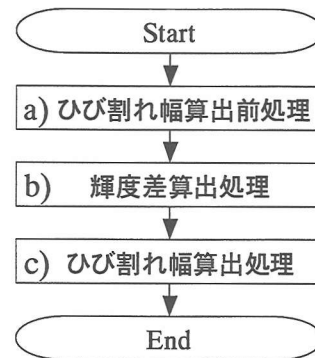 Start
a) ひび割れ幅算出前処理
b) 輝度差算出処理
c) ひび割れ幅算出処理
End